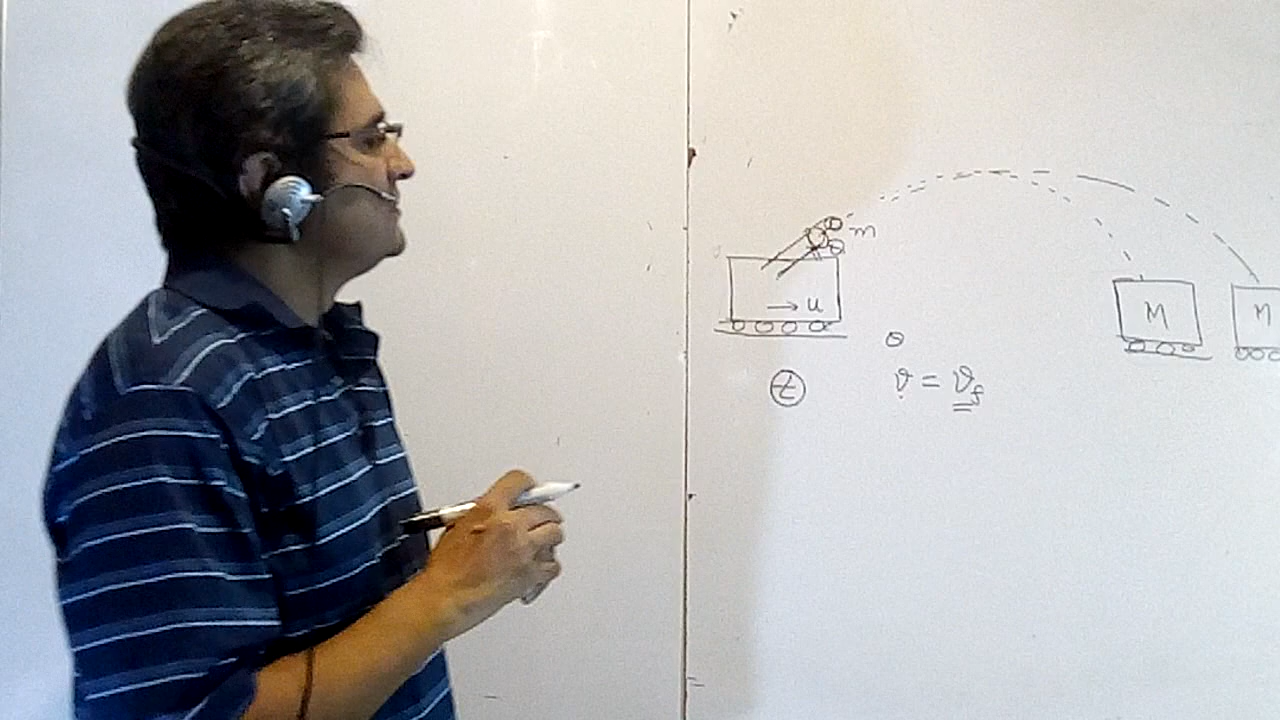 m
→ u
M
M
t
v = v_f